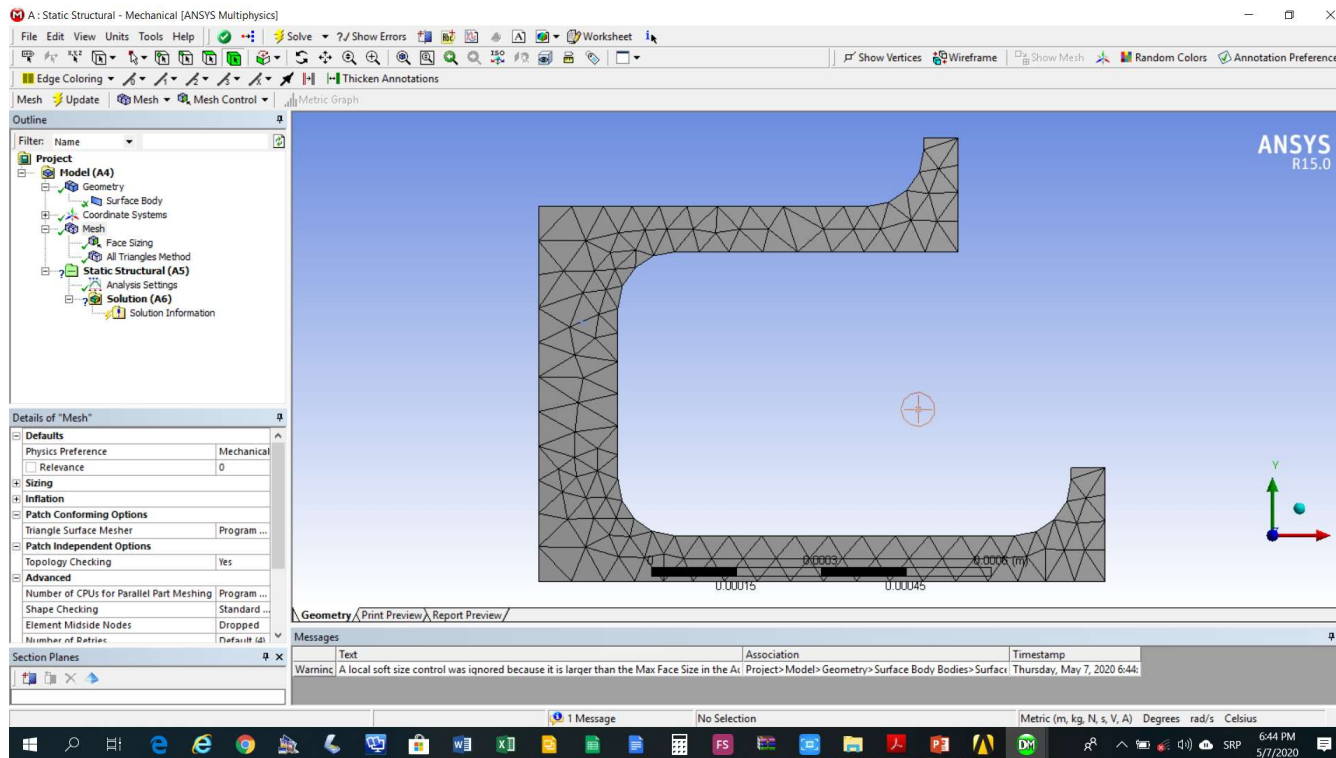 A : Static Structural - Mechanical [ANSYS Multiphysics]
File Edit View Units Tools Help Solve ?./ Show Errors Worksheet
Show Vertices Wireframe Show Mesh Random Colors Annotation Preference
Edge Coloring Thicken Annotations
Mesh Update Mesh Mesh Control Metric Graph
Outline
Filter: Name
Project
Model (A4)
Geometry
Surface Body
Coordinate Systems
Mesh
Face Sizing
All Triangles Method
Static Structural (A5)
Analysis Settings
Solution (A6)
Solution Information
ANSYS
R15.0
Y
0 0.0003 0.0006 (m)
0.00015 0.00045
Details of "Mesh"
Defaults
Physics Preference Mechanical
Relevance 0
Sizing
Inflation
Patch Conforming Options
Triangle Surface Mesher Program ...
Patch Independent Options
Topology Checking Yes
Advanced
Number of CPUs for Parallel Part Meshing Program ...
Shape Checking Standard ...
Element Midside Nodes Dropped
Number of Retries Default (4)
Section Planes
Geometry Print Preview Report Preview
Messages
Text Association Timestamp
Warning A local soft size control was ignored because it is larger than the Max Face Size in the Project>Model>Geometry>Surface Body Bodies> Thursday, May 7, 2020 6:44:
1 Message No Selection Metric (m, kg, N, s, V, A) Degrees rad/s Celsius
FS DM SRP 6:44 PM
5/7/2020